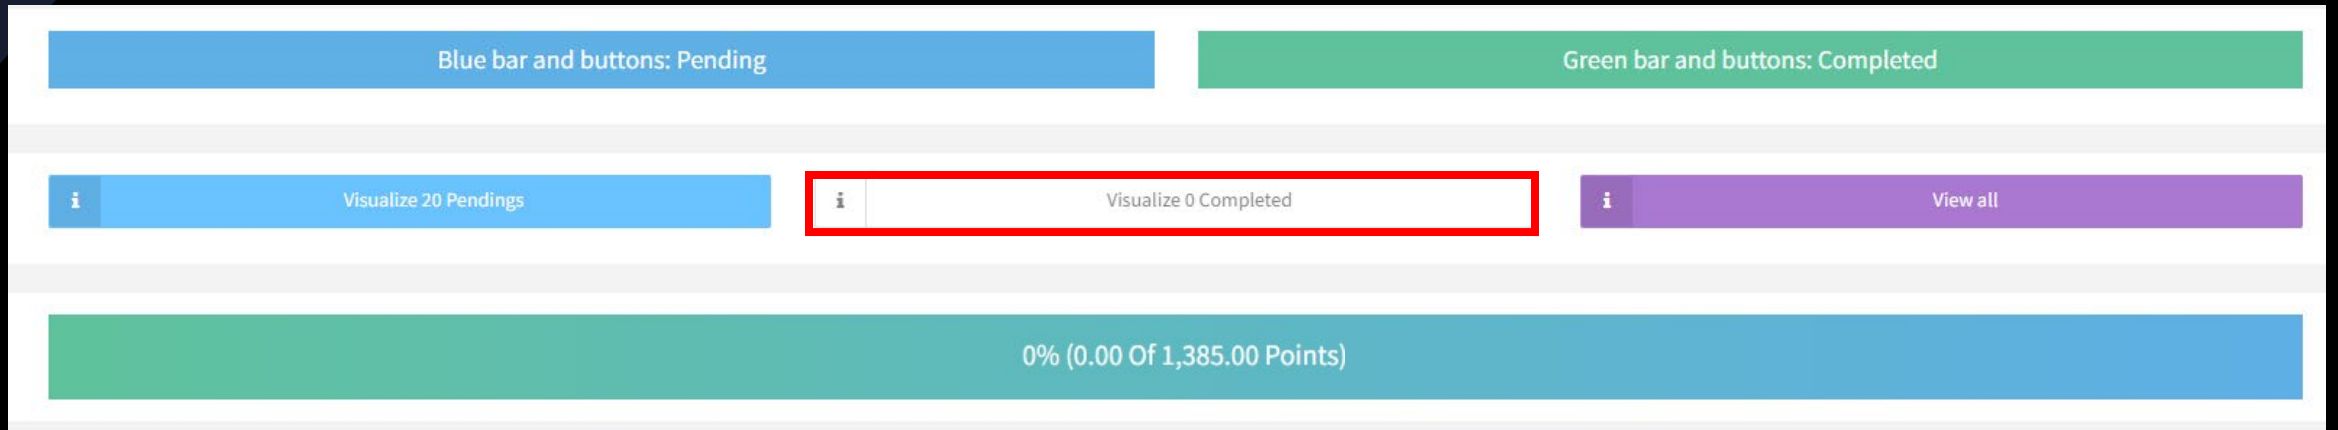 Blue bar and buttons: Pending
Green bar and buttons: Completed
i Visualize 20 Pendings
i Visualize 0 Completed
i View all
0% (0.00 Of 1,385.00 Points)